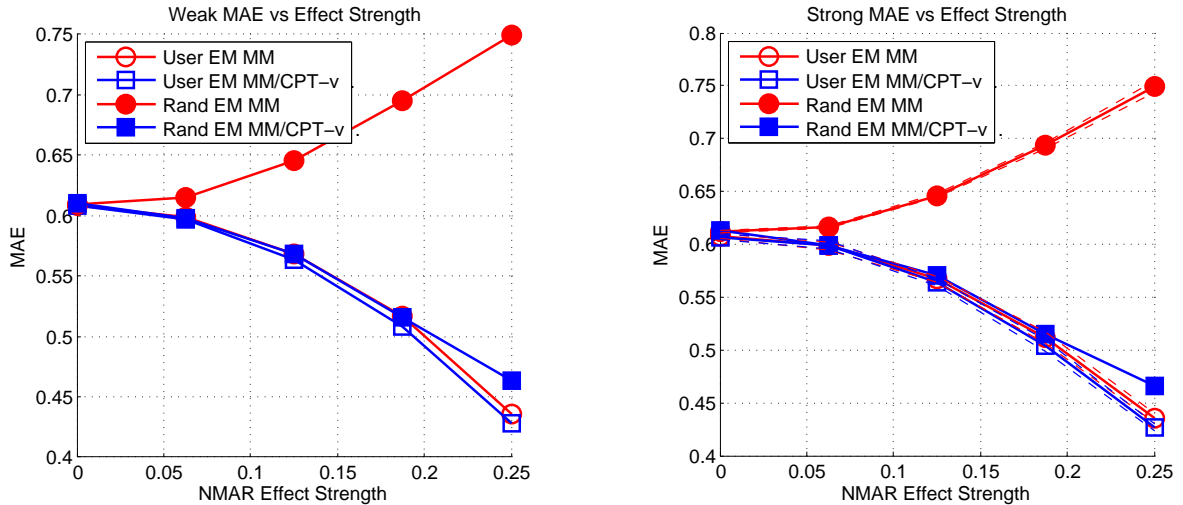 Weak MAE vs Effect Strength
0.75
0.7
0.65
0.6
0.55
0.5
0.45
0.4
MAE
User EM MM
User EM MM/CPT−v
Rand EM MM
Rand EM MM/CPT−v
0
0.05
0.1
0.15
0.2
0.25
NMAR Effect Strength
Strong MAE vs Effect Strength
0.8
0.75
0.7
0.65
0.6
0.55
0.5
0.45
0.4
MAE
User EM MM
User EM MM/CPT−v
Rand EM MM
Rand EM MM/CPT−v
0
0.05
0.1
0.15
0.2
0.25
NMAR Effect Strength